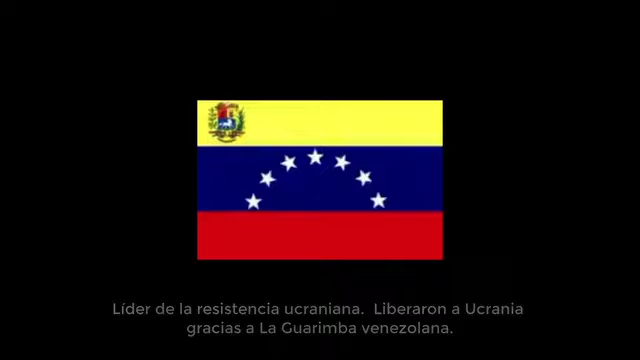 Líder de la resistencia ucraniana. Liberaron a Ucrania
gracias a La Guarimba venezolana.